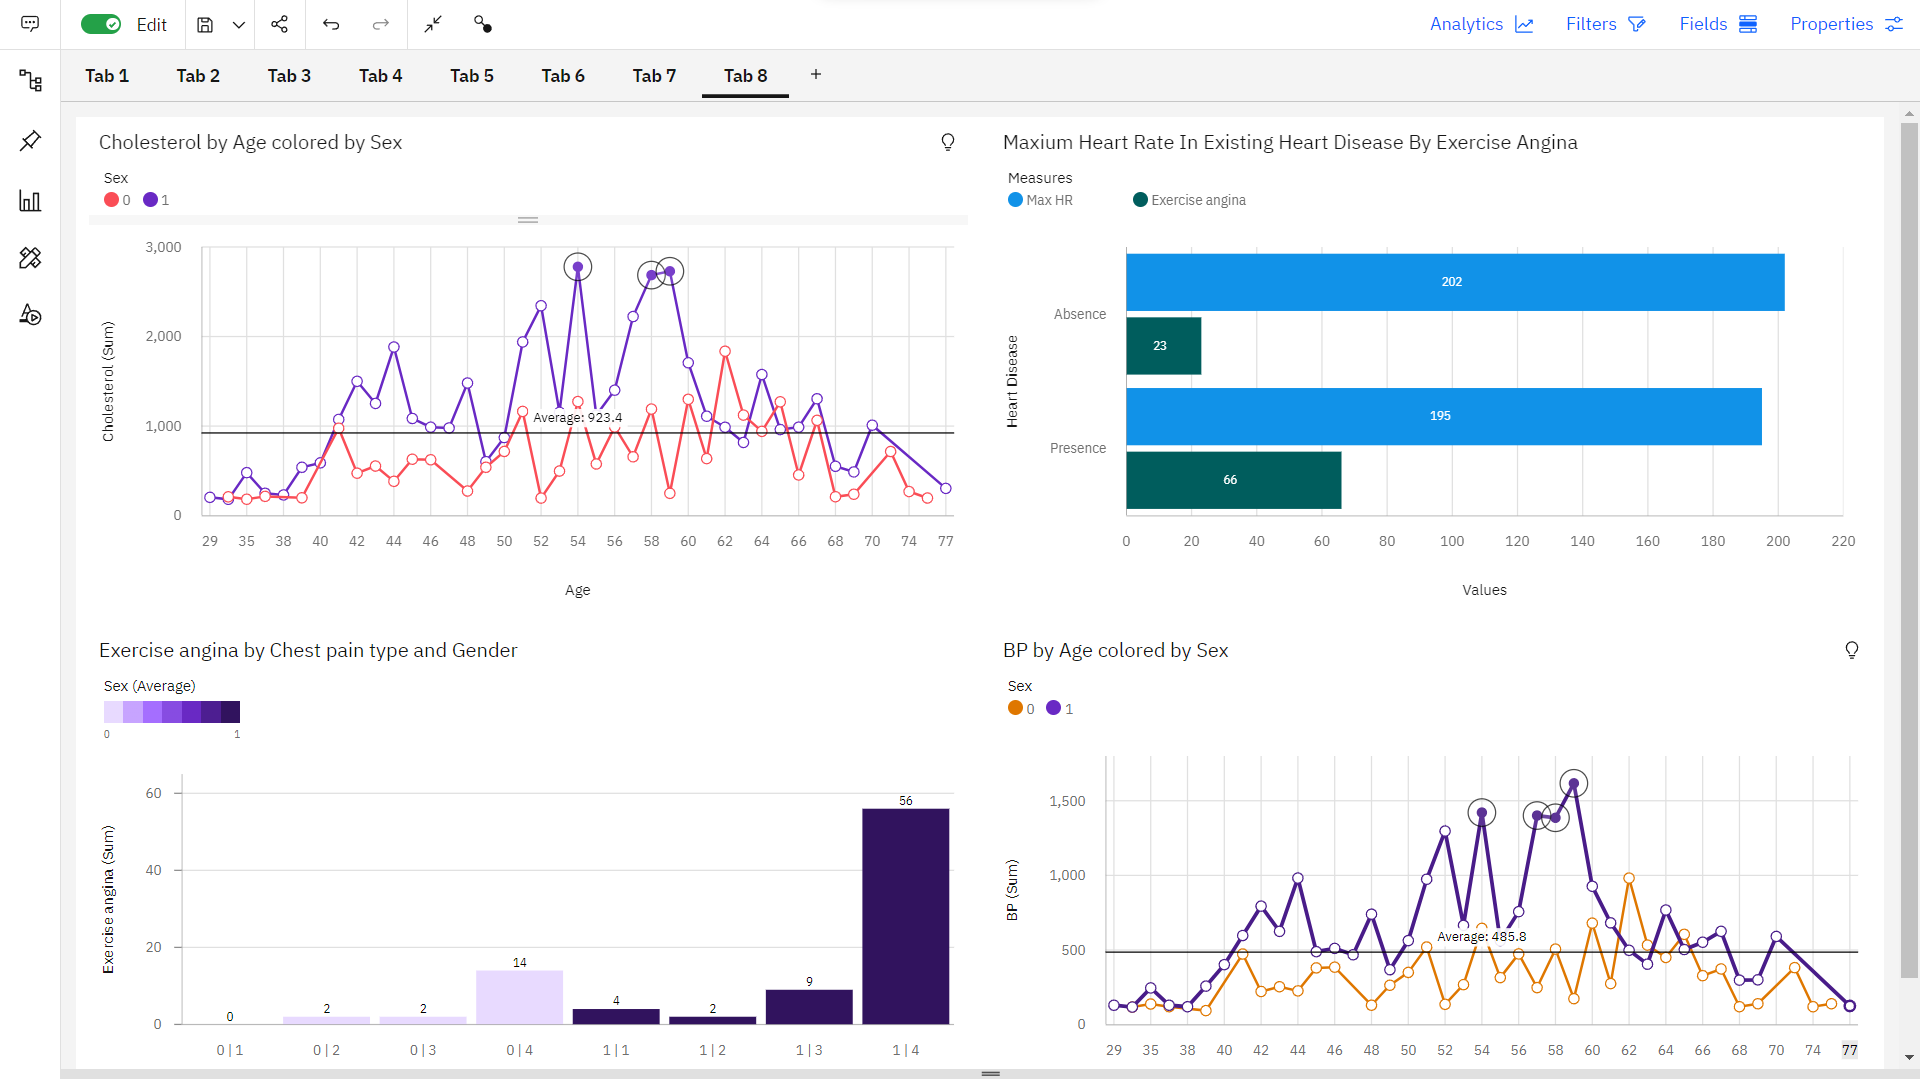 Edit
Analytics
Filters
Fields
Properties
Tab 1
Tab 2
Tab 3
Tab 4
Tab 5
Tab 6
Tab 7
Tab 8
+
Cholesterol by Age colored by Sex
Sex
0 1
3,000
2,000
1,000
0
Cholesterol (Sum)
Average: 923.4
29 35 38 40 42 44 46 48 50 52 54 56 58 60 62 64 66 68 70 74 77
Age
Maxium Heart Rate In Existing Heart Disease By Exercise Angina
Measures
Max HR Exercise angina
Heart Disease
Absence
202
23
Presence
195
66
0 20 40 60 80 100 120 140 160 180 200 220
Values
Exercise angina by Chest pain type and Gender
Sex (Average)
0 1
Exercise angina (Sum)
60
40
20
0
0 2 2 14 4 2 9 56
0 | 1 0 | 2 0 | 3 0 | 4 1 | 1 1 | 2 1 | 3 1 | 4
BP by Age colored by Sex
Sex
0 1
BP (Sum)
1,500
1,000
500
0
Average: 485.8
29 35 38 40 42 44 46 48 50 52 54 56 58 60 62 64 66 68 70 74 77